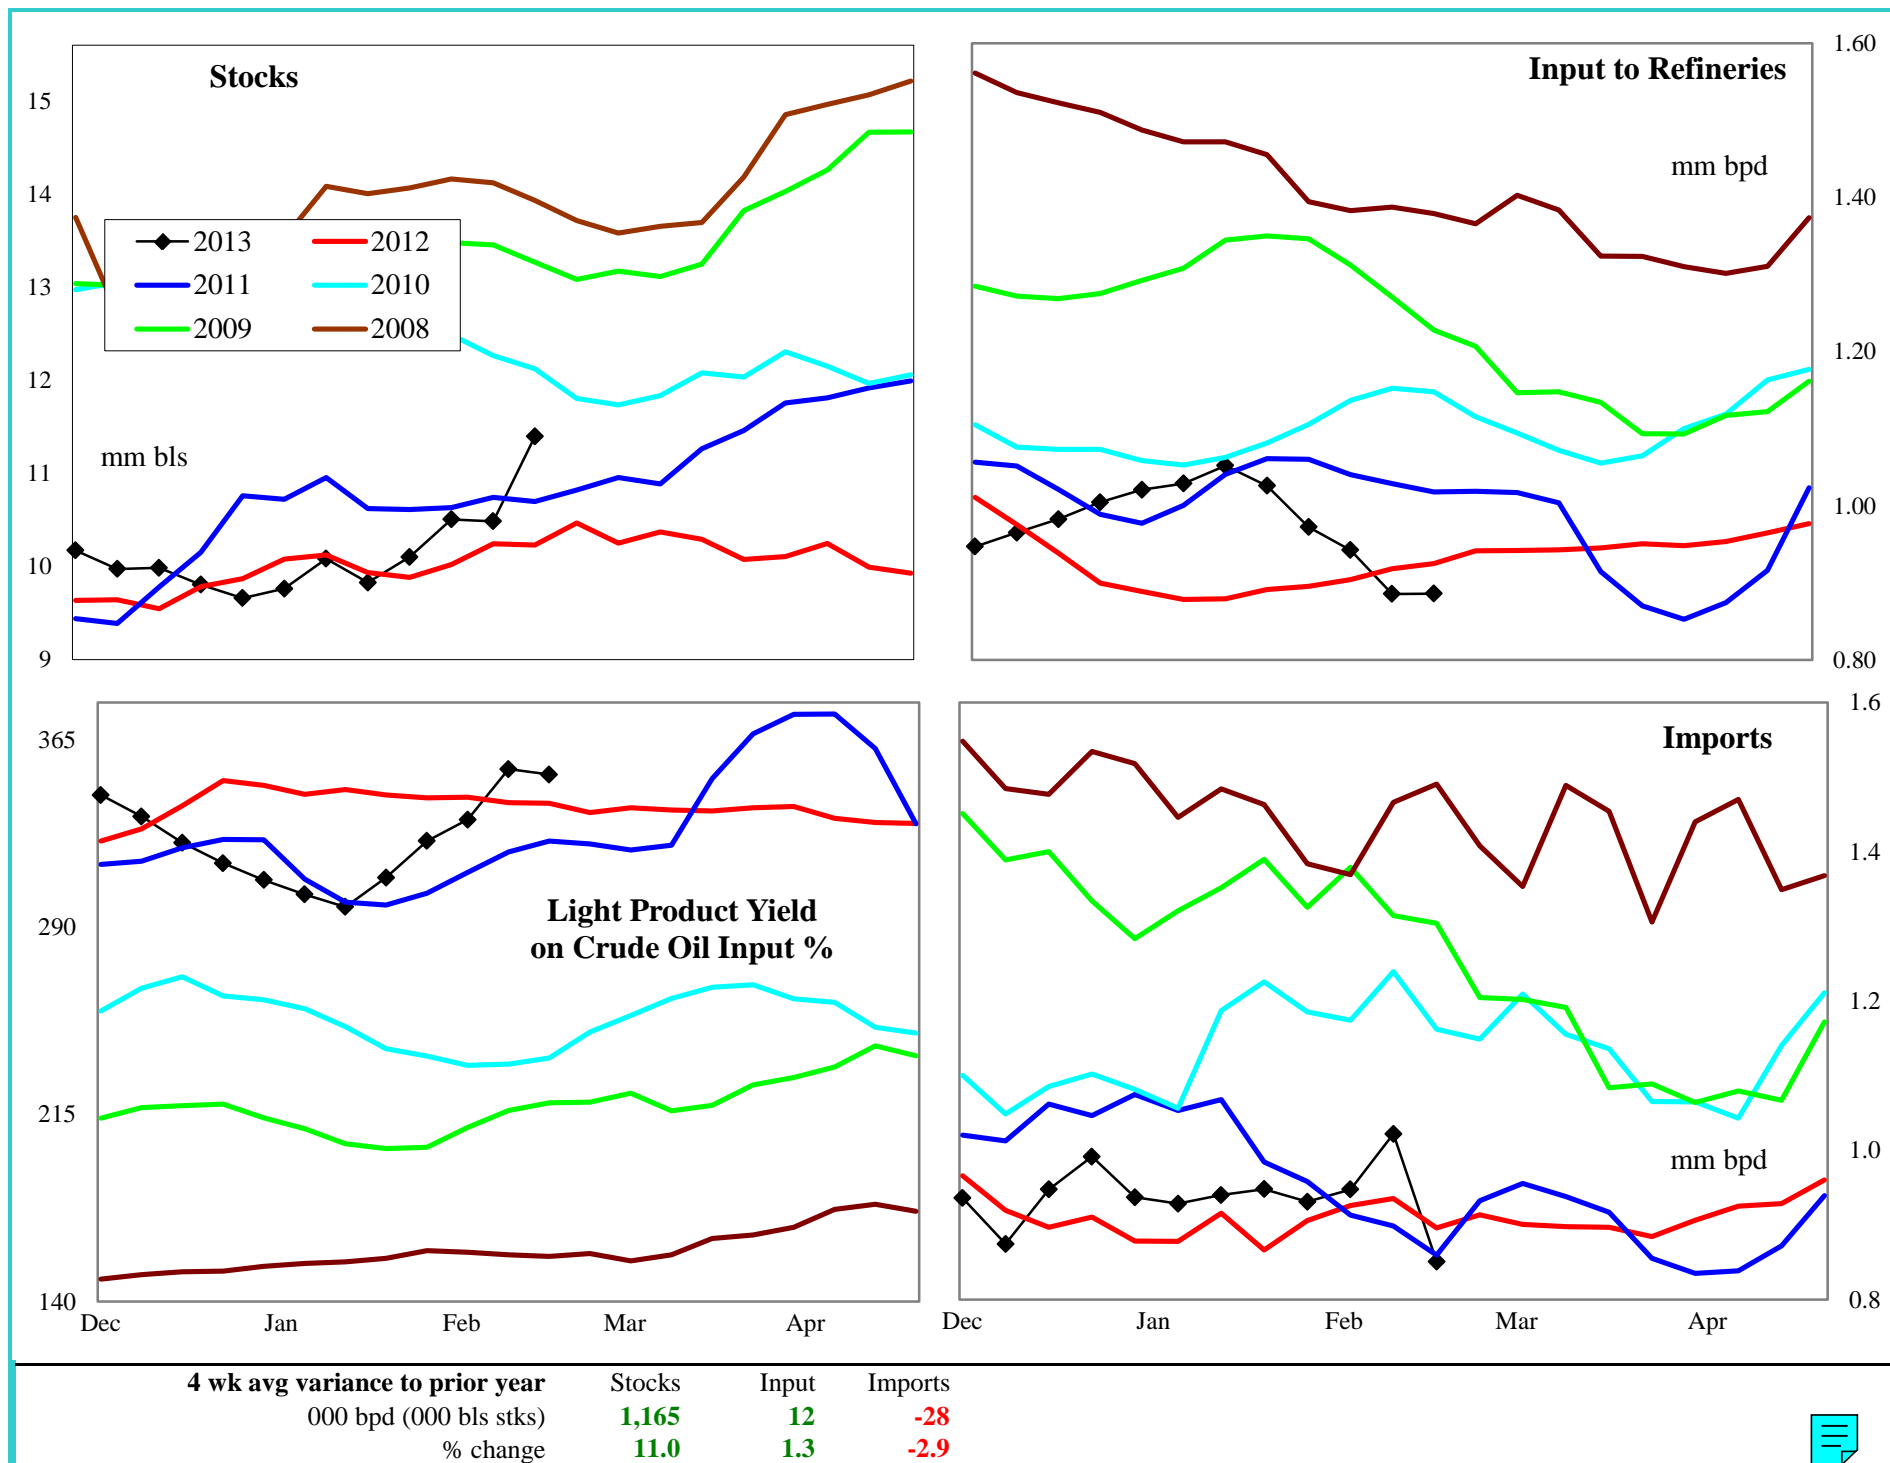 Stocks
15
14
13
12
11
10
9
2013
2012
2011
2010
2009
2008
mm bls
Input to Refineries
mm bpd
1.60
1.40
1.20
1.00
0.80
365
290
215
140
Light Product Yield
on Crude Oil Input %
Dec Jan Feb Mar Apr
Imports
mm bpd
1.6
1.4
1.2
1.0
0.8
Dec Jan Feb Mar Apr
4 wk avg variance to prior year Stocks Input Imports
000 bpd (000 bls stks) 1,165 12 -28
% change 11.0 1.3 -2.9